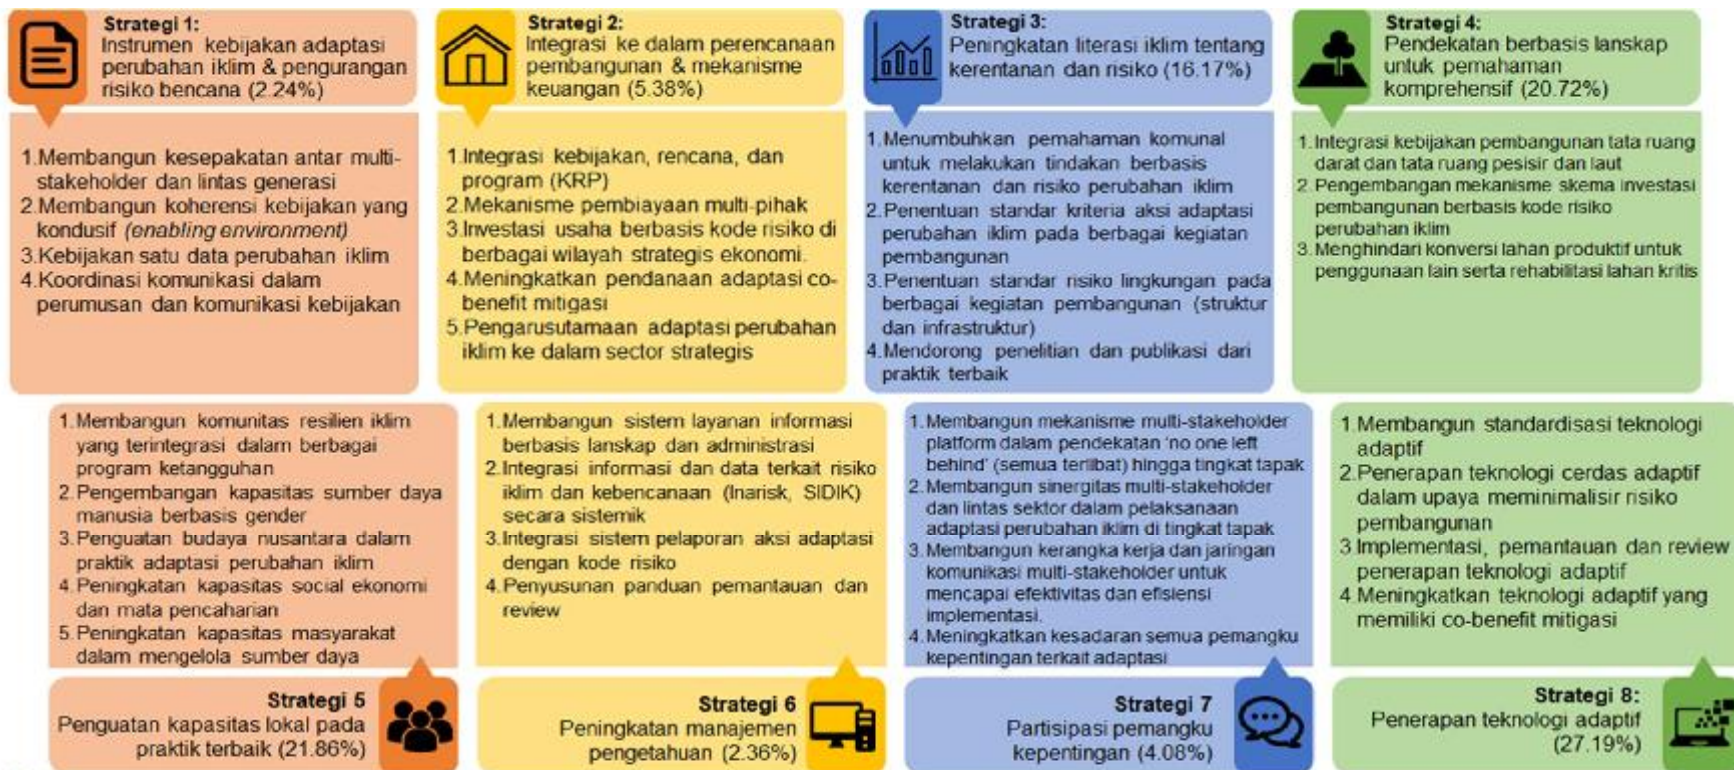 Strategi 1:
Instrumen kebijakan adaptasi
perubahan iklim & pengurangan
risiko bencana (2.24%)
1.Membangun kesepakatan antar multi-
stakeholder dan lintas generasi
2.Membangun koherensi kebijakan yang
kondusif (enabling environment)
3.Kebijakan satu data perubahan iklim
4.Koordinasi komunikasi dalam
perumusan dan komunikasi kebijakan
Strategi 2:
Integrasi ke dalam perencanaan
pembangunan & mekanisme
keuangan (5.38%)
1.Integrasi kebijakan, rencana, dan
program (KRP)
2.Mekanisme pembiayaan multi-pihak
3.Investasi usaha berbasis kode risiko di
berbagai wilayah strategis ekonomi.
4.Meningkatkan pendanaan adaptasi co-
benefit mitigasi
5.Pengarusutamaan adaptasi perubahan
iklim ke dalam sector strategis
Strategi 3:
Peningkatan literasi iklim tentang
kerentanan dan risiko (16.17%)
1.Menumbuhkan pemahaman komunal
untuk melakukan tindakan berbasis
kerentanan dan risiko perubahan iklim
2.Penentuan standar kriteria aksi adaptasi
perubahan iklim pada berbagai kegiatan
pembangunan
3.Penentuan standar risiko lingkungan pada
berbagai kegiatan pembangunan (struktur
dan infrastruktur)
4.Mendorong penelitian dan publikasi dari
praktik terbaik
Strategi 4:
Pendekatan berbasis lanskap
untuk pemahaman
komprehensif (20.72%)
1.Integrasi kebijakan pembangunan tata ruang
darat dan tata ruang pesisir dan laut
2.Pengembangan mekanisme skema investasi
pembangunan berbasis kode risiko
perubahan iklim
3.Menghindari konversi lahan produktif untuk
penggunaan lain serta rehabilitasi lahan kritis
1.Membangun komunitas resilien iklim
yang terintegrasi dalam berbagai
program ketangguhan
2.Pengembangan kapasitas sumber daya
manusia berbasis gender
3.Penguatan budaya nusantara dalam
praktik adaptasi perubahan iklim
4.Peningkatan kapasitas social ekonomi
dan mata pencaharian
5.Peningkatan kapasitas masyarakat
dalam mengelola sumber daya
Strategi 5
Penguatan kapasitas lokal pada
praktik terbaik (21.86%)
1.Membangun sistem layanan informasi
berbasis lanskap dan administrasi
2.Integrasi informasi dan data terkait risiko
iklim dan kebencanaan (Inarisk, SIDIK)
secara sistemik
3.Integrasi sistem pelaporan aksi adaptasi
dengan kode risiko
4.Penyusunan panduan pemantauan dan
review
Strategi 6
Peningkatan manajemen
pengetahuan (2.36%)
1.Membangun mekanisme multi-stakeholder
platform dalam pendekatan 'no one left
behind' (semua terlibat) hingga tingkat tapak
2.Membangun sinergitas multi-stakeholder
dan lintas sektor dalam pelaksanaan
adaptasi perubahan iklim di tingkat tapak
3.Membangun kerangka kerja dan jaringan
komunikasi multi-stakeholder untuk
mencapai efektivitas dan efisiensi
implementasi.
4.Meningkatkan kesadaran semua pemangku
kepentingan terkait adaptasi
Strategi 7
Partisipasi pemangku
kepentingan (4.08%)
1.Membangun standardisasi teknologi
adaptif
2.Penerapan teknologi cerdas adaptif
dalam upaya meminimalisir risiko
pembangunan
3.Implementasi, pemantauan dan review
penerapan teknologi adaptif
4.Meningkatkan teknologi adaptif yang
memiliki co-benefit mitigasi
Strategi 8:
Penerapan teknologi adaptif
(27.19%)